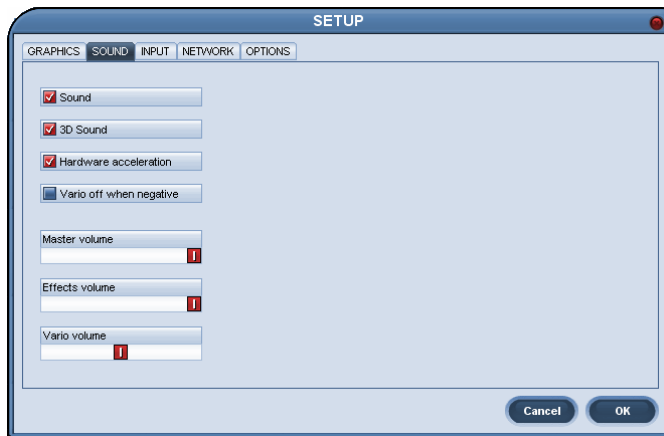 SETUP
GRAPHICS SOUND INPUT NETWORK OPTIONS
Sound
3D Sound
Hardware acceleration
Vario off when negative
Master volume
Effects volume
Vario volume
Cancel OK